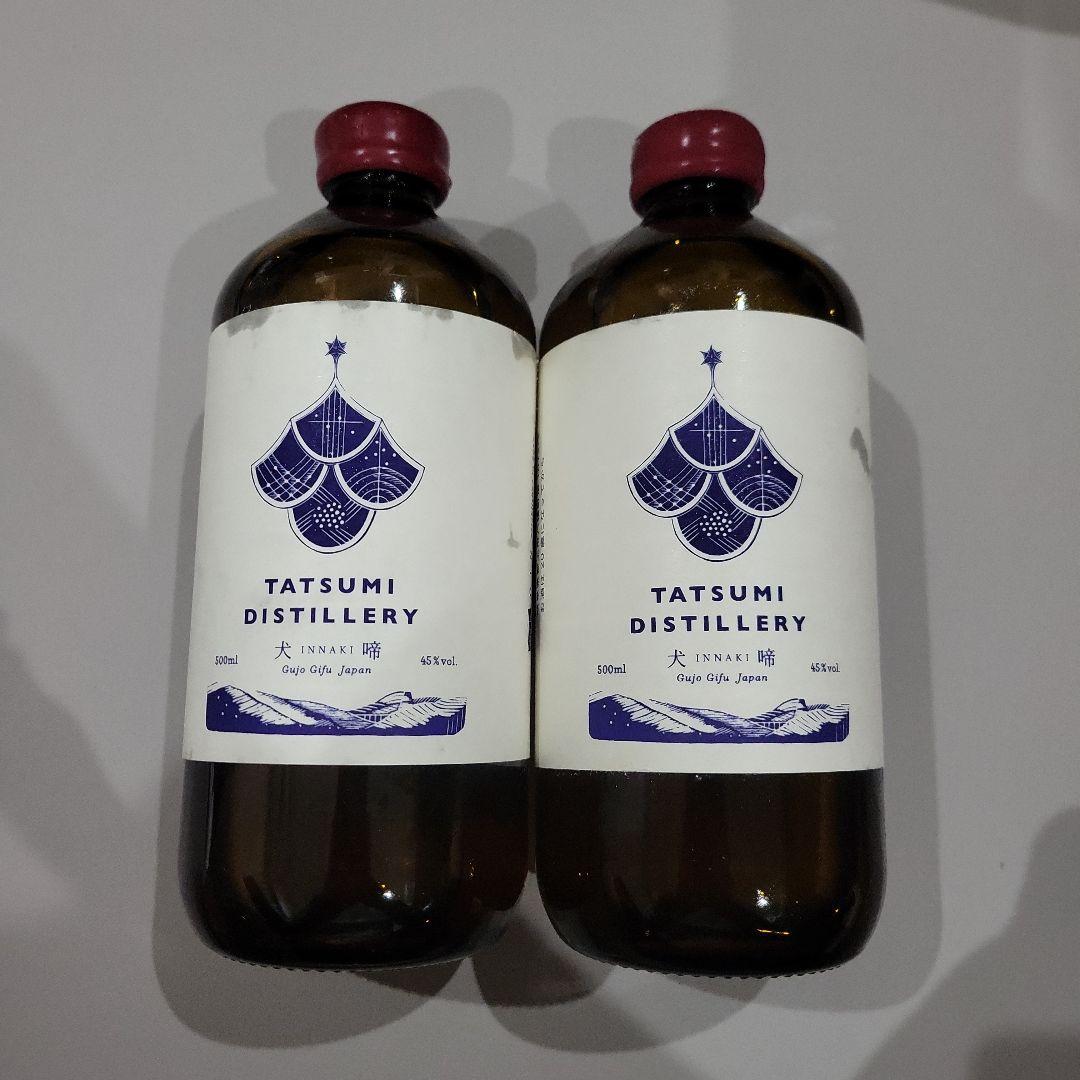 TATSUMI
DISTILLERY
犬 INNAKI 啼
500ml
45%vol.
Gujo Gifu Japan
TATSUMI
DISTILLERY
犬 INNAKI 啼
500ml
45%vol.
Gujo Gifu Japan